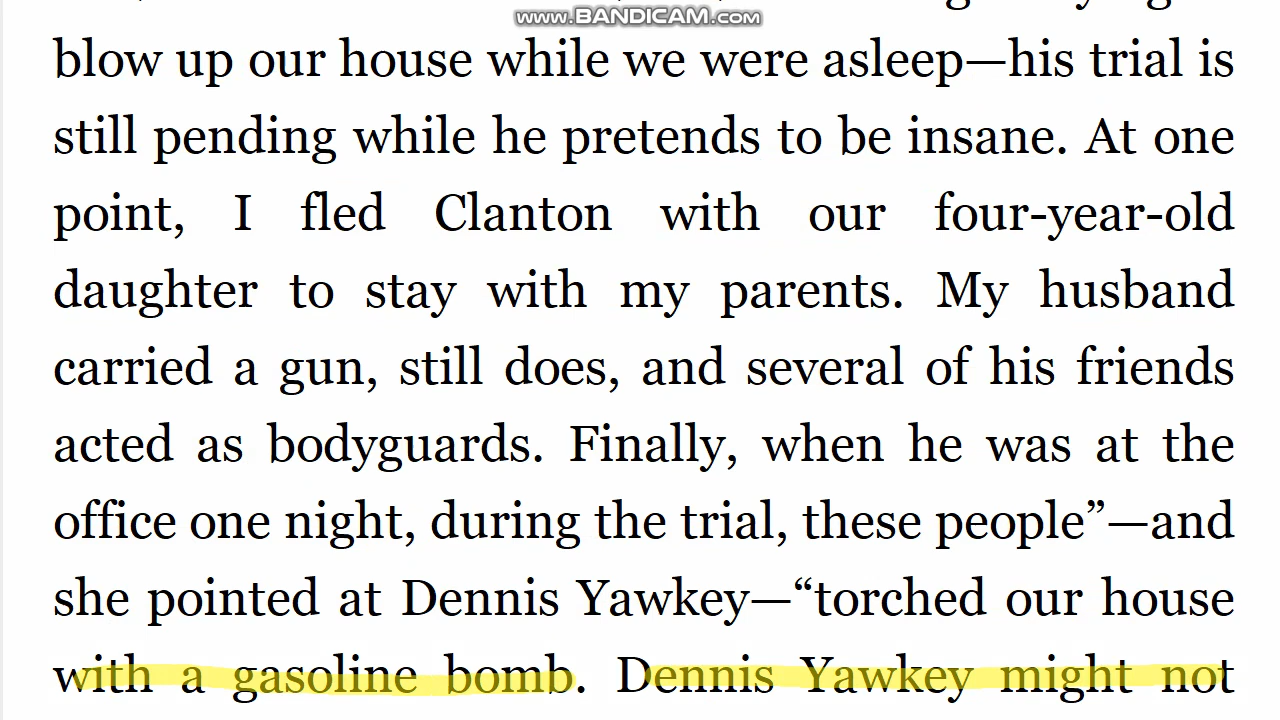 www.BANDICAM.com
blow up our house while we were asleep—his trial is
still pending while he pretends to be insane. At one
point, I fled Clanton with our four-year-old
daughter to stay with my parents. My husband
carried a gun, still does, and several of his friends
acted as bodyguards. Finally, when he was at the
office one night, during the trial, these people”—and
she pointed at Dennis Yawkey—“torched our house
with a gasoline bomb. Dennis Yawkey might not